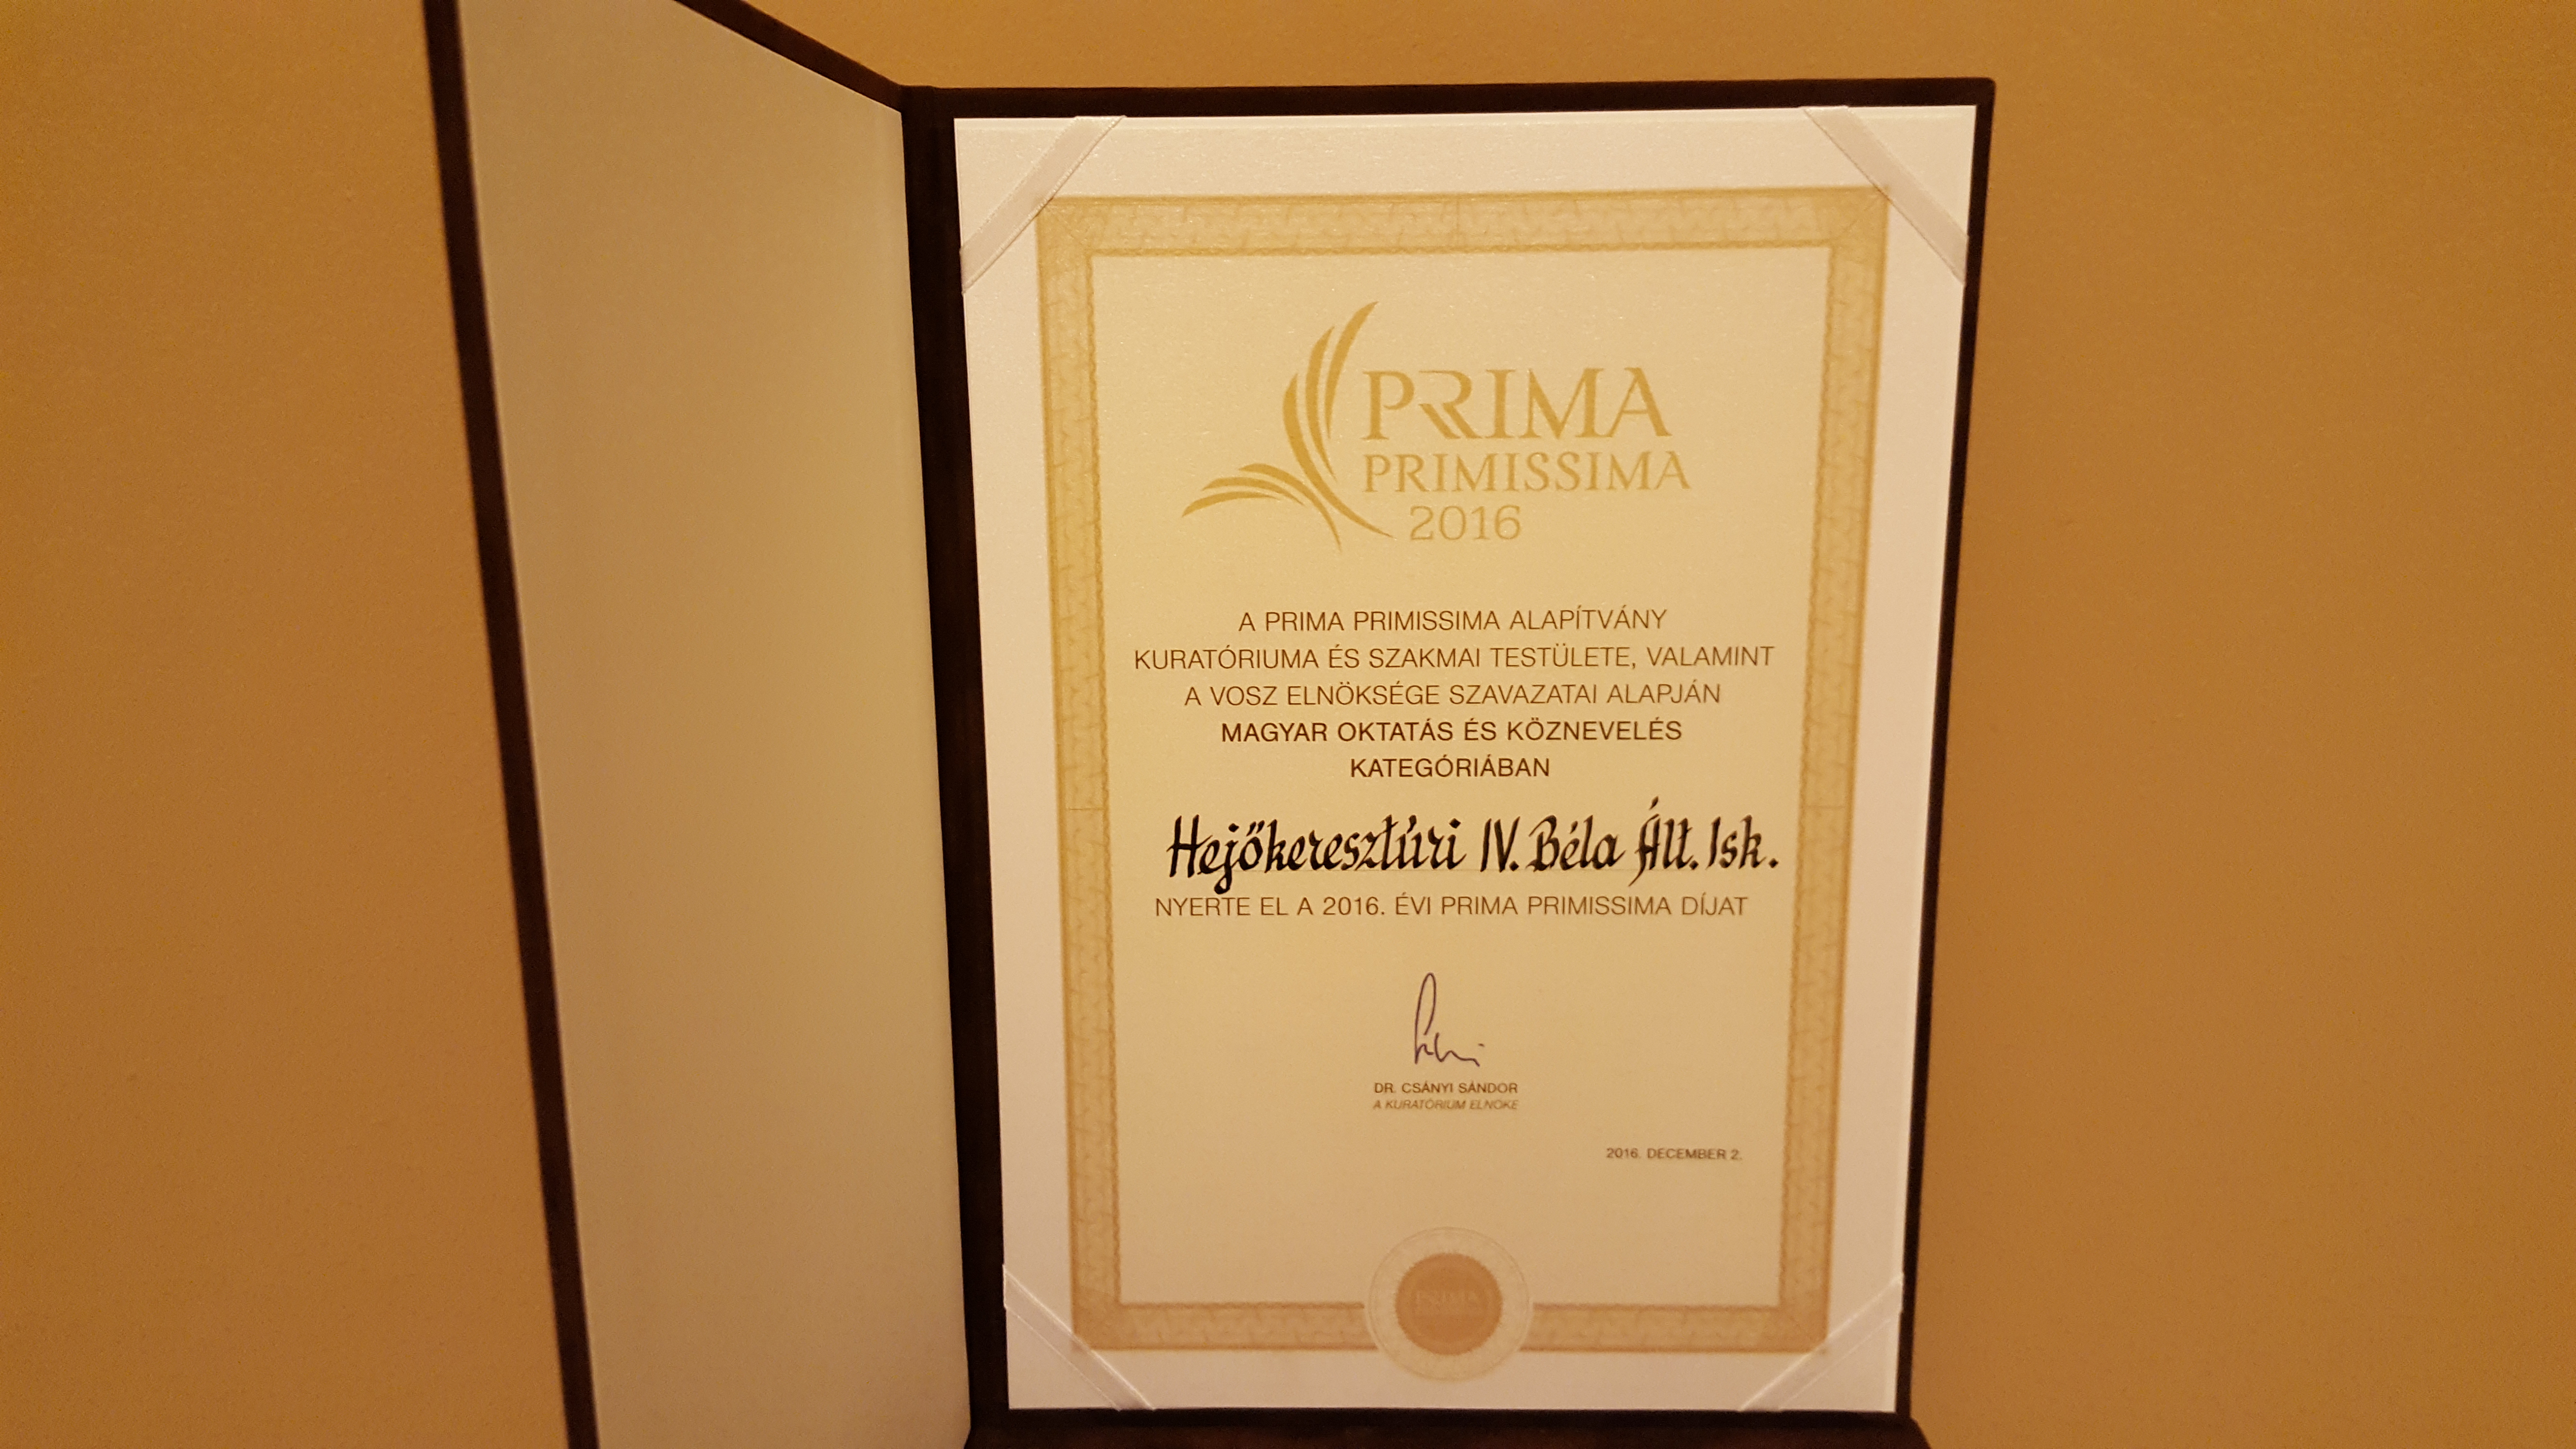 PRIMA
PRIMISSIMA
2016
A PRIMA PRIMISSIMA ALAPÍTVÁNY
KURATÓRIUMA ÉS SZAKMAI TESTÜLETE, VALAMINT
A VOSZ ELNÖKSÉGE SZAVAZATAI ALAPJÁN
MAGYAR OKTATÁS ÉS KÖZNEVELÉS
KATEGÓRIÁBAN
Hejőkeresztúri IV. Béla Ált. Isk.
NYERTE EL A 2016. ÉVI PRIMA PRIMISSIMA DÍJAT
DR. CSÁNYI SÁNDOR
A KURATÓRIUM ELNÖKE
2016. DECEMBER 2.
PRIMA